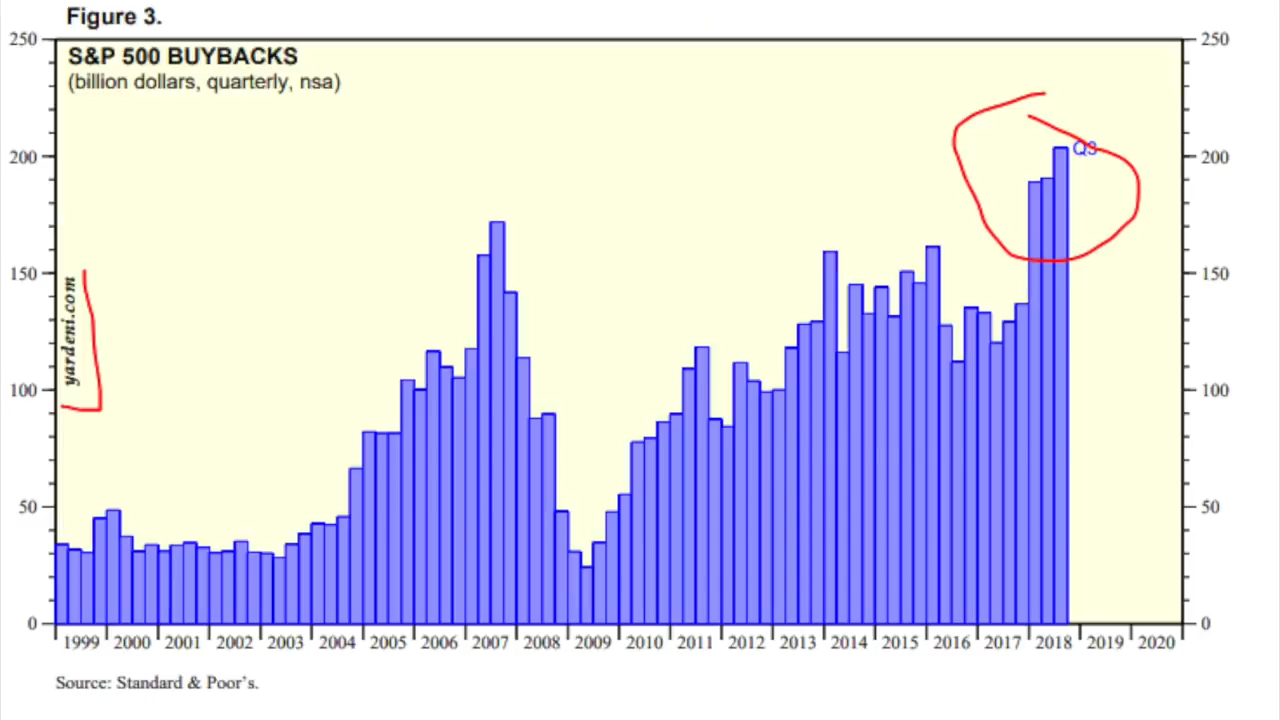 Figure 3.
250
250
S&P 500 BUYBACKS
(billion dollars, quarterly, nsa)
200
Q3
200
150
150
yardeni.com
100
100
50
50
0
0
1999 2000 2001 2002 2003 2004 2005 2006 2007 2008 2009 2010 2011 2012 2013 2014 2015 2016 2017 2018 2019 2020
Source: Standard & Poor's.